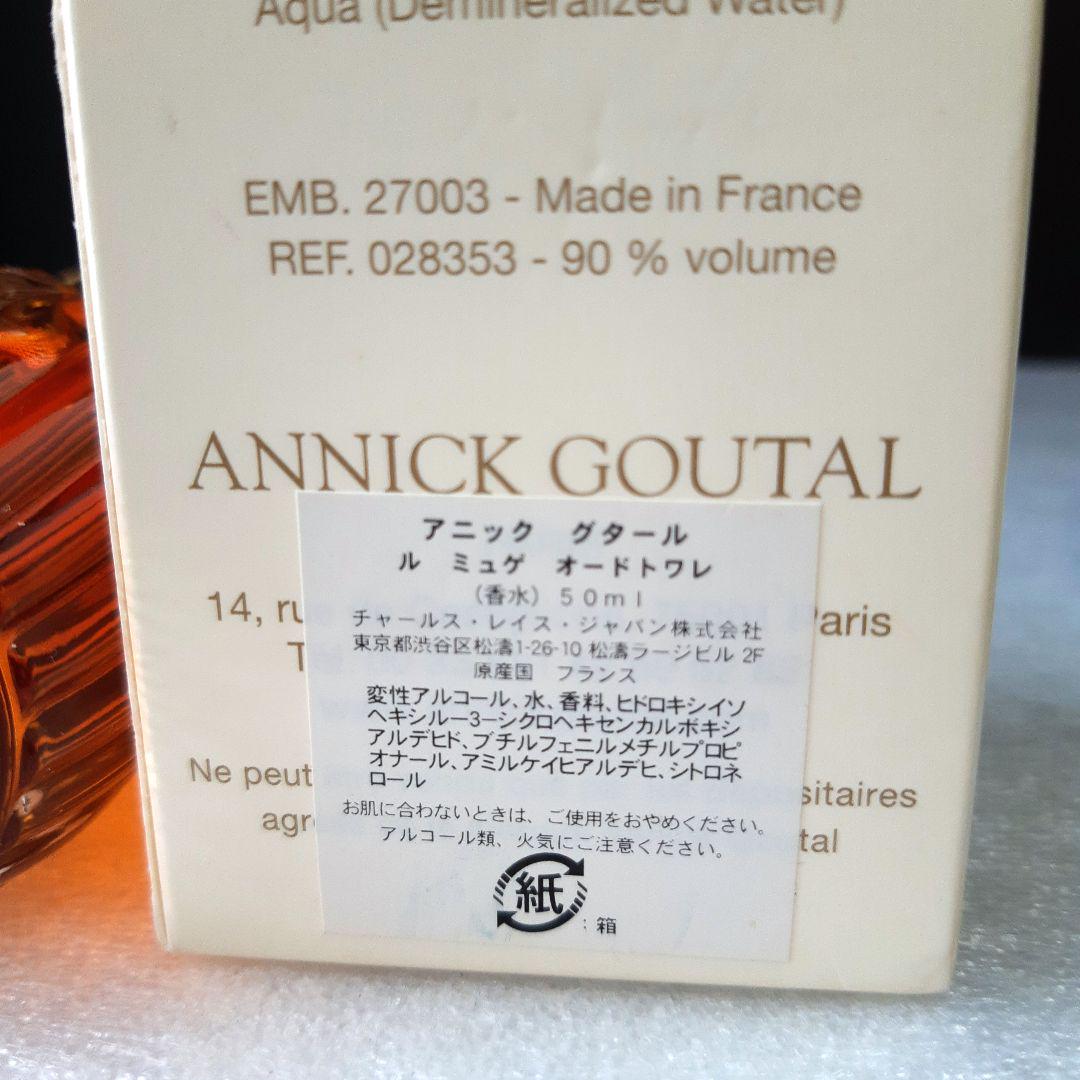 Aqua (Demineralized Water)
EMB. 27003 - Made in France
REF. 028353 - 90 % volume
ANNICK GOUTAL
アニック グタール
ル ミュゲ オードトワレ
(香水) 50ml
14, ru
Paris
チャールス・レイス・ジャパン株式会社
東京都渋谷区松濤1-26-10 松濤ラージビル 2F
原産国 フランス
変性アルコール、水、香料、ヒドロキシイソ
ヘキシルー3ーシクロヘキセンカルボキシ
アルデヒド、ブチルフェニルメチルプロピ
オナール、アミルケイヒアルデヒ、シトロネ
ロール
Ne peut
sitaires
agr
tal
お肌に合わないときは、ご使用をおやめください。
アルコール類、火気にご注意ください。
紙
:箱